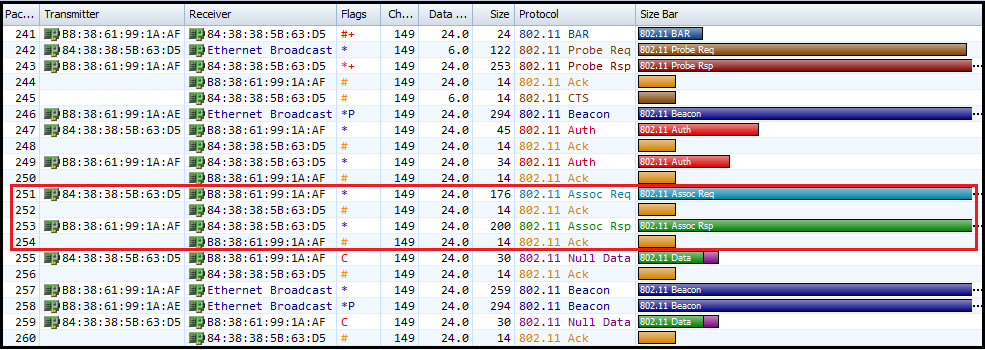 Pac... Transmitter Receiver Flags Ch... Data ... Size Protocol Size Bar
241 B8:38:61:99:1A:AF 84:38:38:5B:63:D5 #+ 149 24.0 24 802.11 BAR 802.11 BAR
242 84:38:38:5B:63:D5 Ethernet Broadcast * 149 6.0 122 802.11 Probe Req 802.11 Probe Req
243 B8:38:61:99:1A:AF 84:38:38:5B:63:D5 *+ 149 24.0 253 802.11 Probe Rsp 802.11 Probe Rsp
244 B8:38:61:99:1A:AF # 149 24.0 14 802.11 Ack
245 84:38:38:5B:63:D5 # 149 6.0 14 802.11 CTS
246 B8:38:61:99:1A:AE Ethernet Broadcast *P 149 24.0 294 802.11 Beacon 802.11 Beacon
247 84:38:38:5B:63:D5 B8:38:61:99:1A:AF * 149 24.0 45 802.11 Auth 802.11 Auth
248 84:38:38:5B:63:D5 # 149 24.0 14 802.11 Ack
249 B8:38:61:99:1A:AF 84:38:38:5B:63:D5 * 149 24.0 34 802.11 Auth 802.11 Auth
250 B8:38:61:99:1A:AF # 149 24.0 14 802.11 Ack
251 84:38:38:5B:63:D5 B8:38:61:99:1A:AF * 149 24.0 176 802.11 Assoc Req 802.11 Assoc Req
252 84:38:38:5B:63:D5 # 149 24.0 14 802.11 Ack
253 B8:38:61:99:1A:AF 84:38:38:5B:63:D5 * 149 24.0 200 802.11 Assoc Rsp 802.11 Assoc Rsp
254 B8:38:61:99:1A:AF # 149 24.0 14 802.11 Ack
255 84:38:38:5B:63:D5 B8:38:61:99:1A:AF C 149 24.0 30 802.11 Null Data 802.11 Data
256 84:38:38:5B:63:D5 # 149 24.0 14 802.11 Ack
257 B8:38:61:99:1A:AF Ethernet Broadcast * 149 24.0 259 802.11 Beacon 802.11 Beacon
258 B8:38:61:99:1A:AE Ethernet Broadcast *P 149 24.0 294 802.11 Beacon 802.11 Beacon
259 84:38:38:5B:63:D5 B8:38:61:99:1A:AF C 149 24.0 30 802.11 Null Data 802.11 Data
260 84:38:38:5B:63:D5 # 149 24.0 14 802.11 Ack